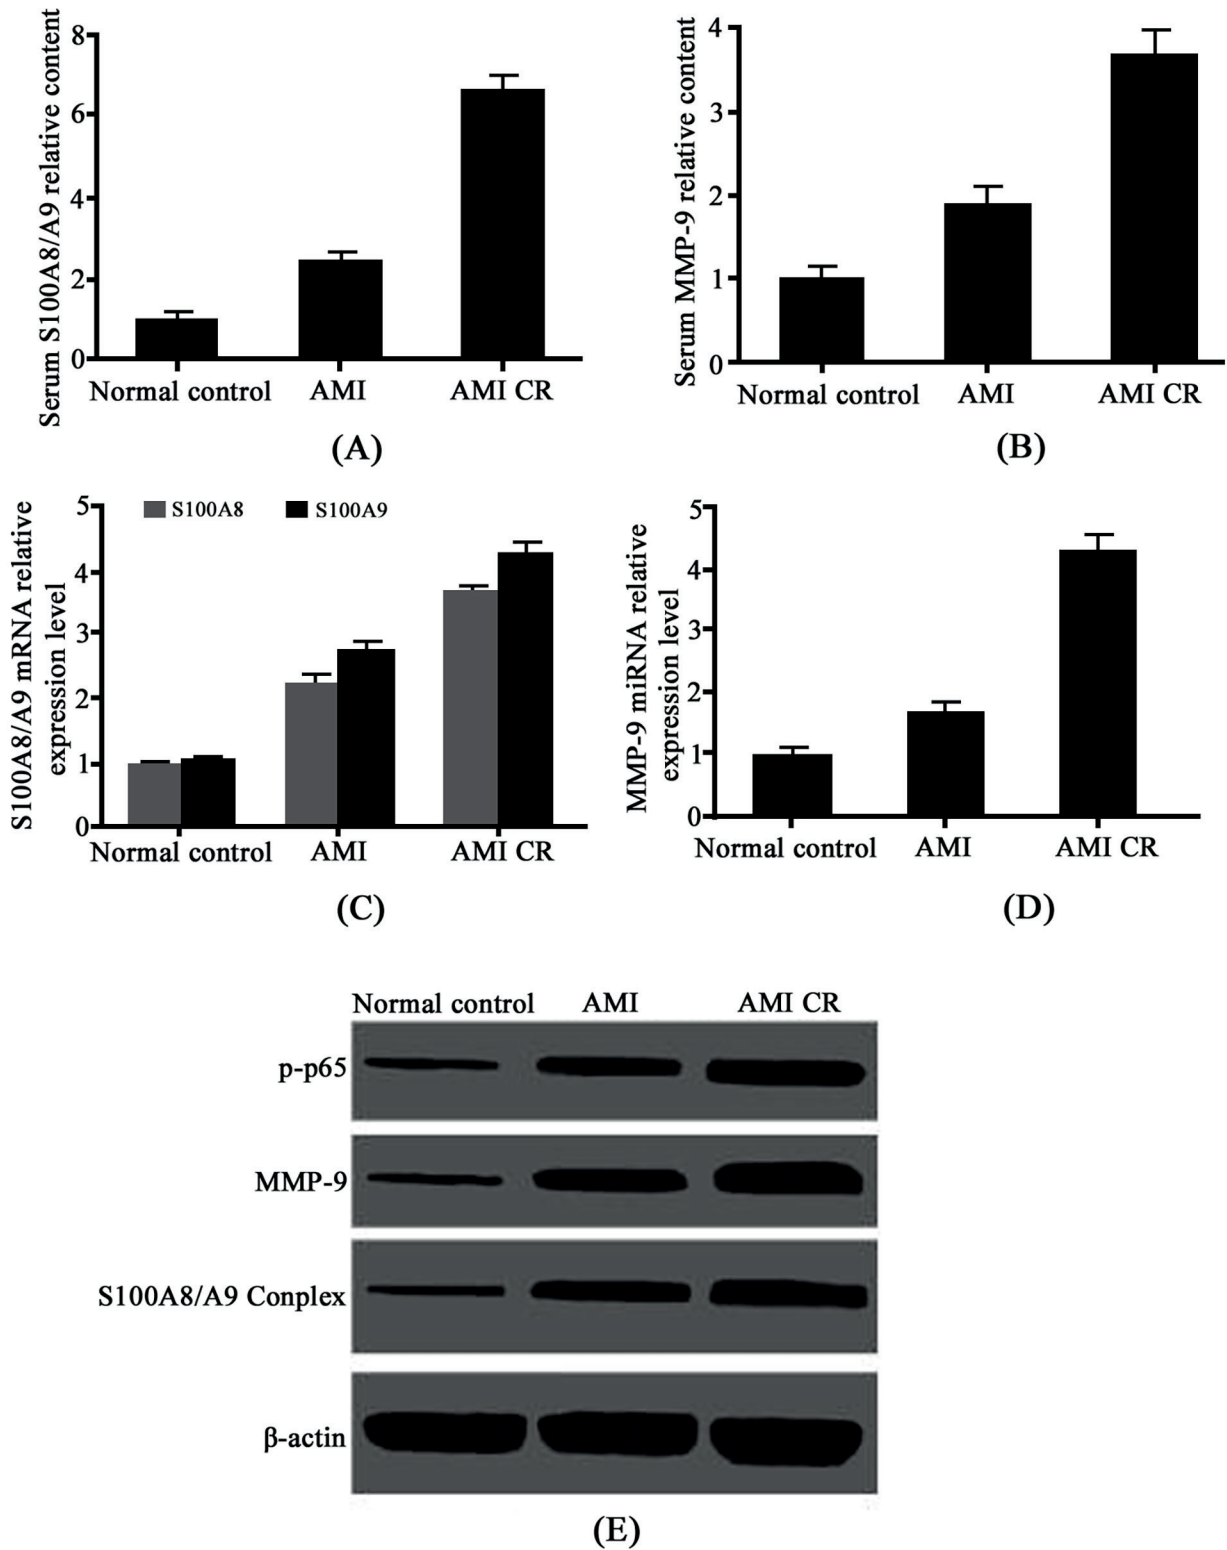 Serum S100A8/A9 relative content
8
6
4
2
0
Normal control AMI AMI CR
(A)
Serum MMP-9 relative content
4
3
2
1
0
Normal control AMI AMI CR
(B)
S100A8/A9 mRNA relative
expression level
S100A8 S100A9
5
4
3
2
1
0
Normal control AMI AMI CR
(C)
MMP-9 miRNA relative
expression level
5
4
3
2
1
0
Normal control AMI AMI CR
(D)
Normal control AMI AMI CR
p-p65
MMP-9
S100A8/A9 Conplex
β-actin
(E)